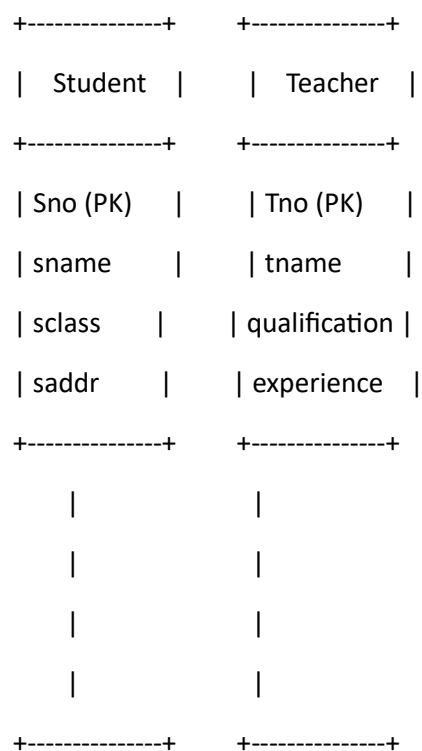 +---------------+ +---------------+
| Student | | Teacher |
+---------------+ +---------------+
| Sno (PK) | | Tno (PK) |
| sname | | tname |
| sclass | | qualification |
| saddr | | experience |
+---------------+ +---------------+
| |
| |
| |
| |
+---------------+ +---------------+